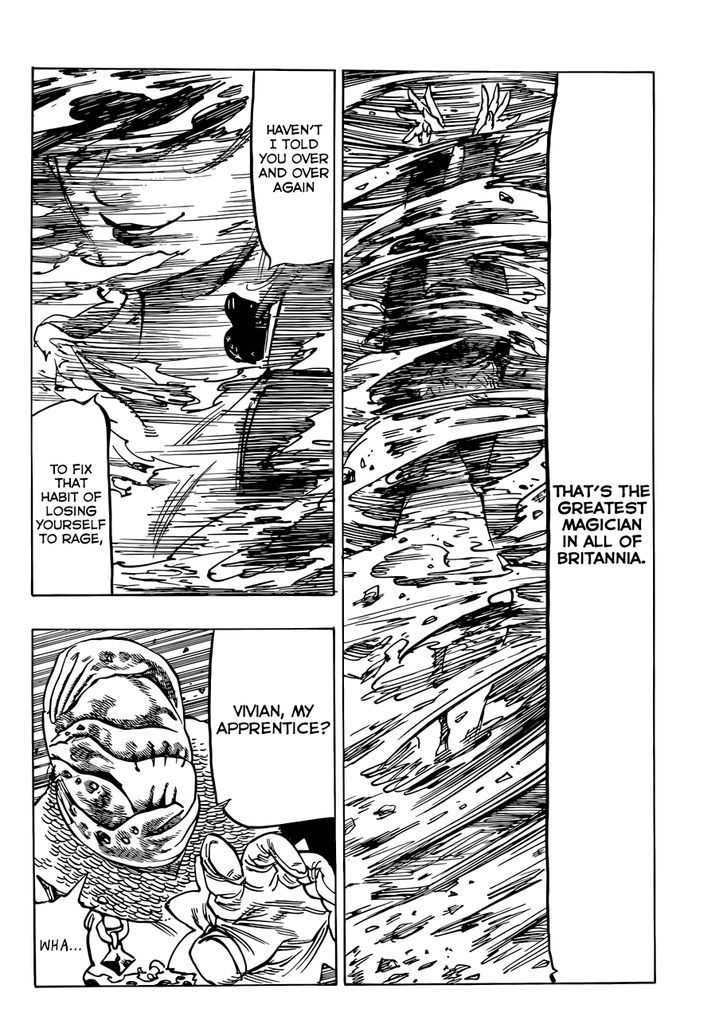 THAT'S THE
GREATEST
MAGICIAN
IN ALL OF
BRITANNIA.
HAVEN'T
I TOLD
YOU OVER
AND OVER
AGAIN
TO FIX
THAT
HABIT OF
LOSING
YOURSELF
TO RAGE,
VIVIAN, MY
APPRENTICE?
WHA...